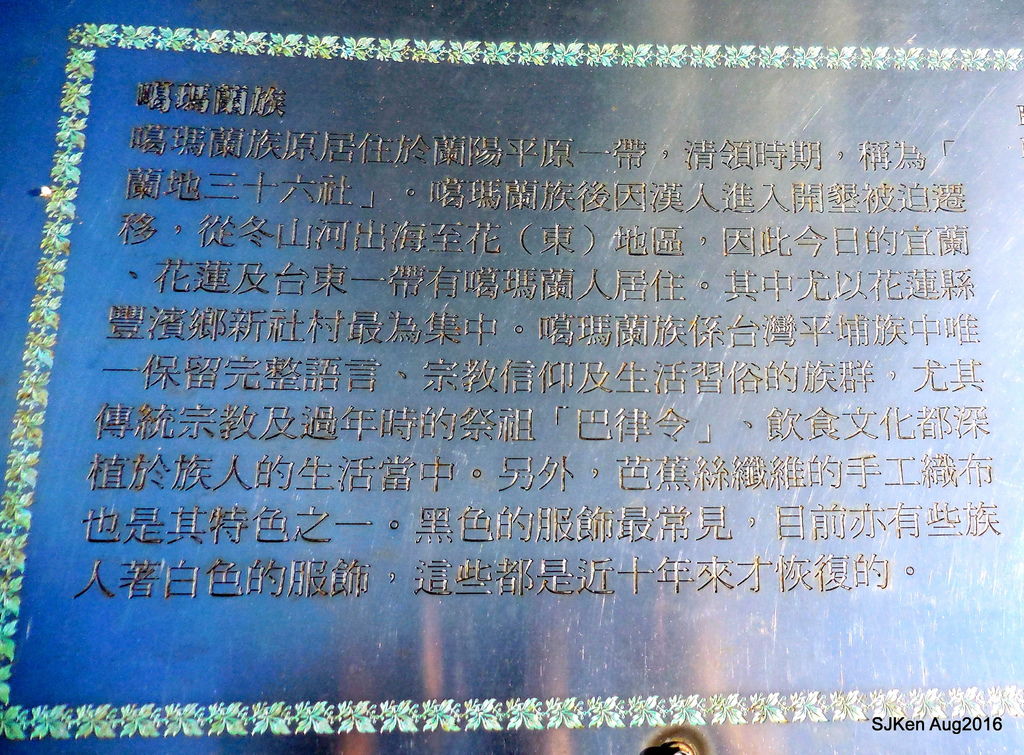 噶瑪蘭族
噶瑪蘭族原居住於蘭陽平原一帶，清領時期，稱為「
蘭地三十六社」。噶瑪蘭族後因漢人進入開墾被迫遷
移，從冬山河出海至花（東）地區，因此今日的宜蘭
、花蓮及台東一帶有噶瑪蘭人居住。其中尤以花蓮縣
豐濱鄉新社村最為集中。噶瑪蘭族係台灣平埔族中唯
一保留完整語言、宗教信仰及生活習俗的族群，尤其
傳統宗教及過年時的祭祖「巴律令」、飲食文化都深
植於族人的生活當中。另外，芭蕉絲纖維的手工織布
也是其特色之一。黑色的服飾最常見，目前亦有些族
人著白色的服飾，這些都是近十年來才恢復的。
SJKen Aug2016